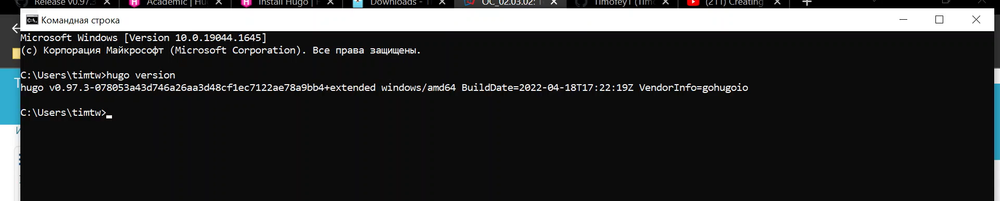 Release v0.97.3
Academic | Hu
Install Hugo |
Downloads -
ОС_02.03.02:
Timofey1 (Tim
(211) Creating
Командная строка
Microsoft Windows [Version 10.0.19044.1645]
(c) Корпорация Майкрософт (Microsoft Corporation). Все права защищены.
C:\Users\timtw>hugo version
hugo v0.97.3-078053a43d746a26aa3d48cf1ec7122ae78a9bb4+extended windows/amd64 BuildDate=2022-04-18T17:22:19Z VendorInfo=gohugoio
C:\Users\timtw>